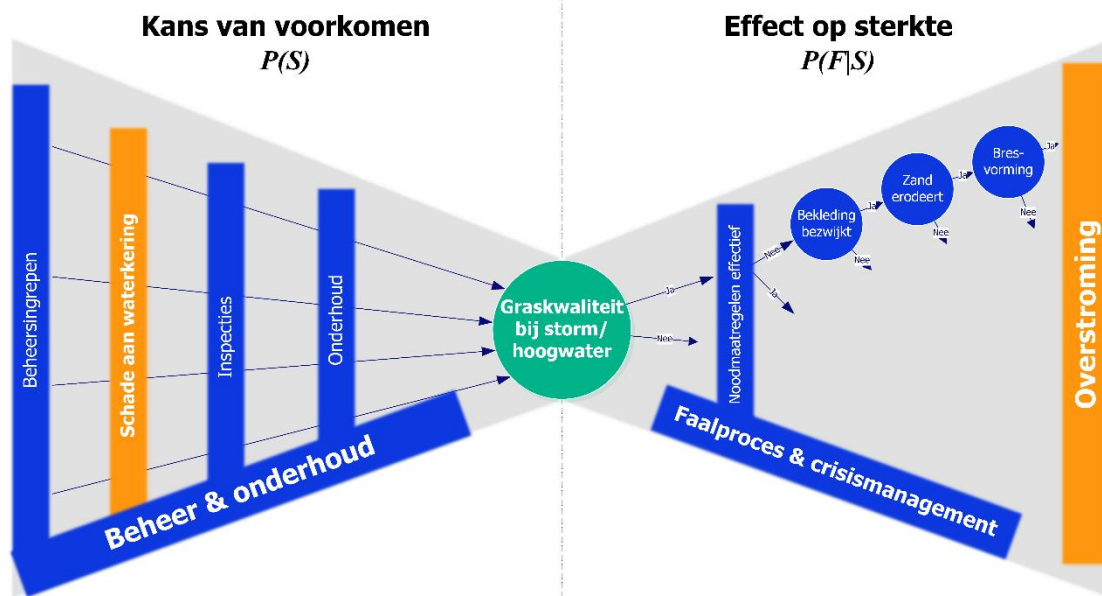 Kans van voorkomen
P(S)
Effect op sterkte
P(F|S)
Beheersingrepen
Schade aan waterkering
Inspecties
Onderhoud
Beheer & onderhoud
Graskwaliteit
bij storm/
hoogwater
Ja
Nee
Noodmaatregelen effectief
Nee
Ja
Bekleding
bezwijkt
Ja
Nee
Zand
erodeert
Ja
Nee
Bres-
vorming
Ja
Nee
Faalproces & crisismanagement
Overstroming